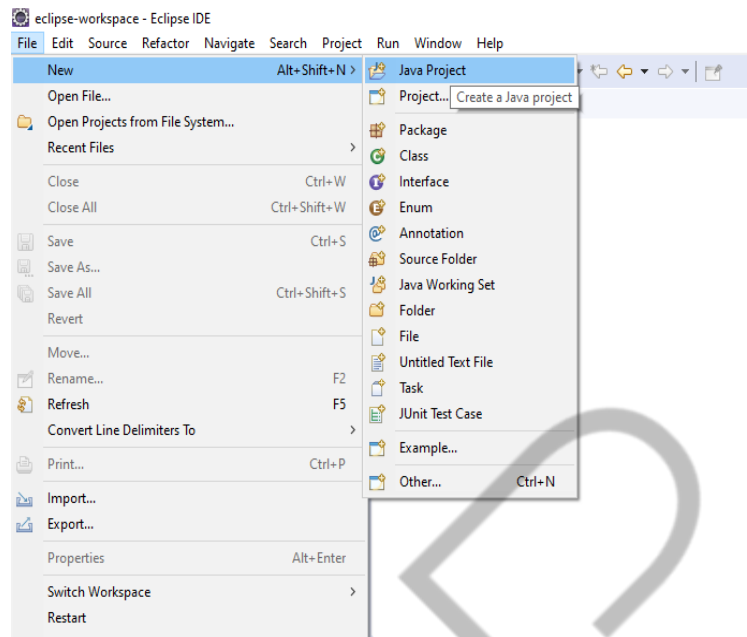 eclipse-workspace - Eclipse IDE
File Edit Source Refactor Navigate Search Project Run Window Help
New Alt+Shift+N >
Open File...
Open Projects from File System...
Recent Files >
Close Ctrl+W
Close All Ctrl+Shift+W
Save Ctrl+S
Save As...
Save All Ctrl+Shift+S
Revert
Move...
Rename... F2
Refresh F5
Convert Line Delimiters To >
Print... Ctrl+P
Import...
Export...
Properties Alt+Enter
Switch Workspace >
Restart
Java Project
Project...
Create a Java project
Package
Class
Interface
Enum
Annotation
Source Folder
Java Working Set
Folder
File
Untitled Text File
Task
JUnit Test Case
Example...
Other... Ctrl+N